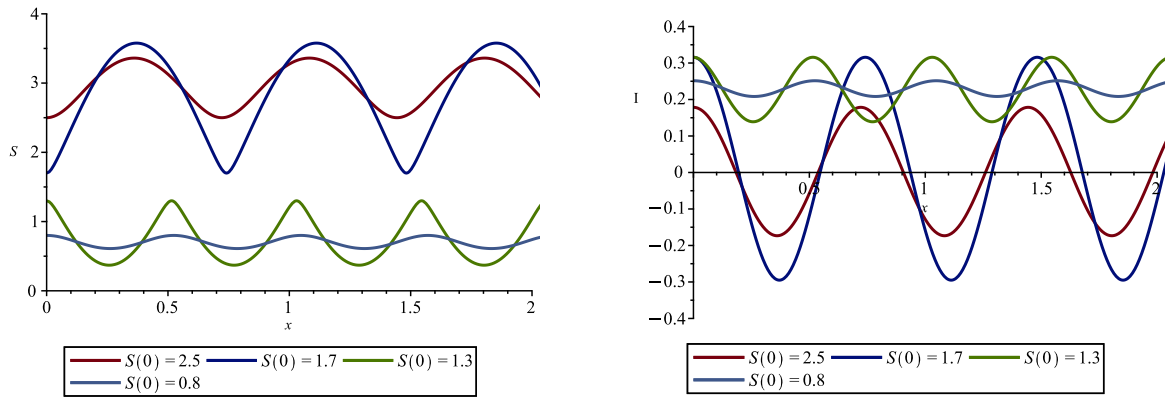 4
3
S
2
1
0
0
0.5
1
1.5
2
x
S(0) = 2.5
S(0) = 1.7
S(0) = 1.3
S(0) = 0.8
0.4
0.3
I
0.2
0.1
0
−0.1
−0.2
−0.3
−0.4
0.5
1
1.5
2
x
S(0) = 2.5
S(0) = 1.7
S(0) = 1.3
S(0) = 0.8